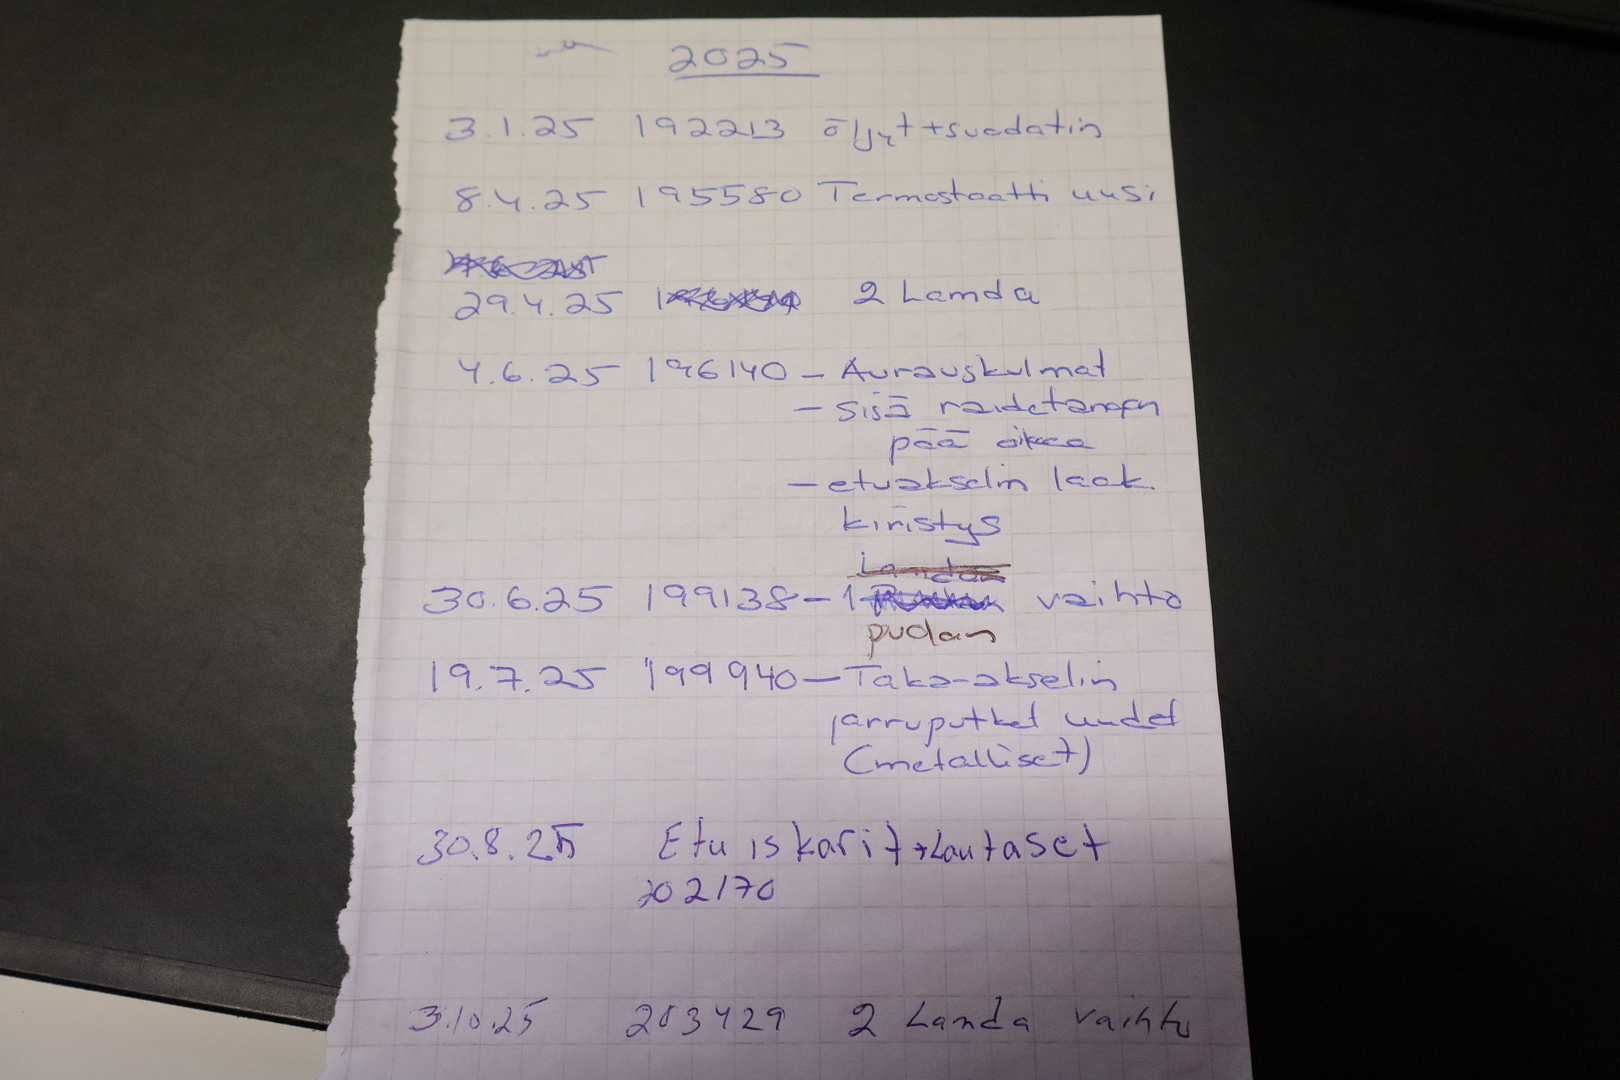 2025
3.1.25 192213 öljyt+suodatin
8.4.25 195580 Termostaatti uusi
29.4.25 2 Lamda
4.6.25 196140 – Aurauskulmat
– sisä raidetangon
pää oikea
– etuakselin laak.
kiristys
Lamdan
30.6.25 199138 – 1 vaihto
pudan
19.7.25 199940 – Taka-akselin
jarruputket uudet
(metalliset)
30.8.25 Etu iskarit+Lautaset
202170
3.10.25 203429 2 Landa vaihto